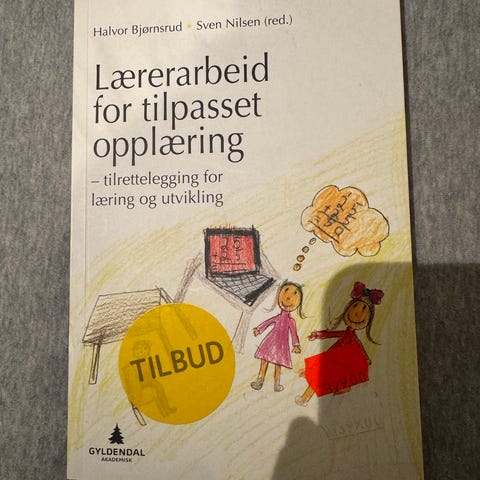 Halvor Bjørnsrud • Sven Nilsen (red.)
Lærerarbeid
for tilpasset
opplæring
– tilrettelegging for
læring og utvikling
TILBUD
GYLDENDAL
AKADEMISK